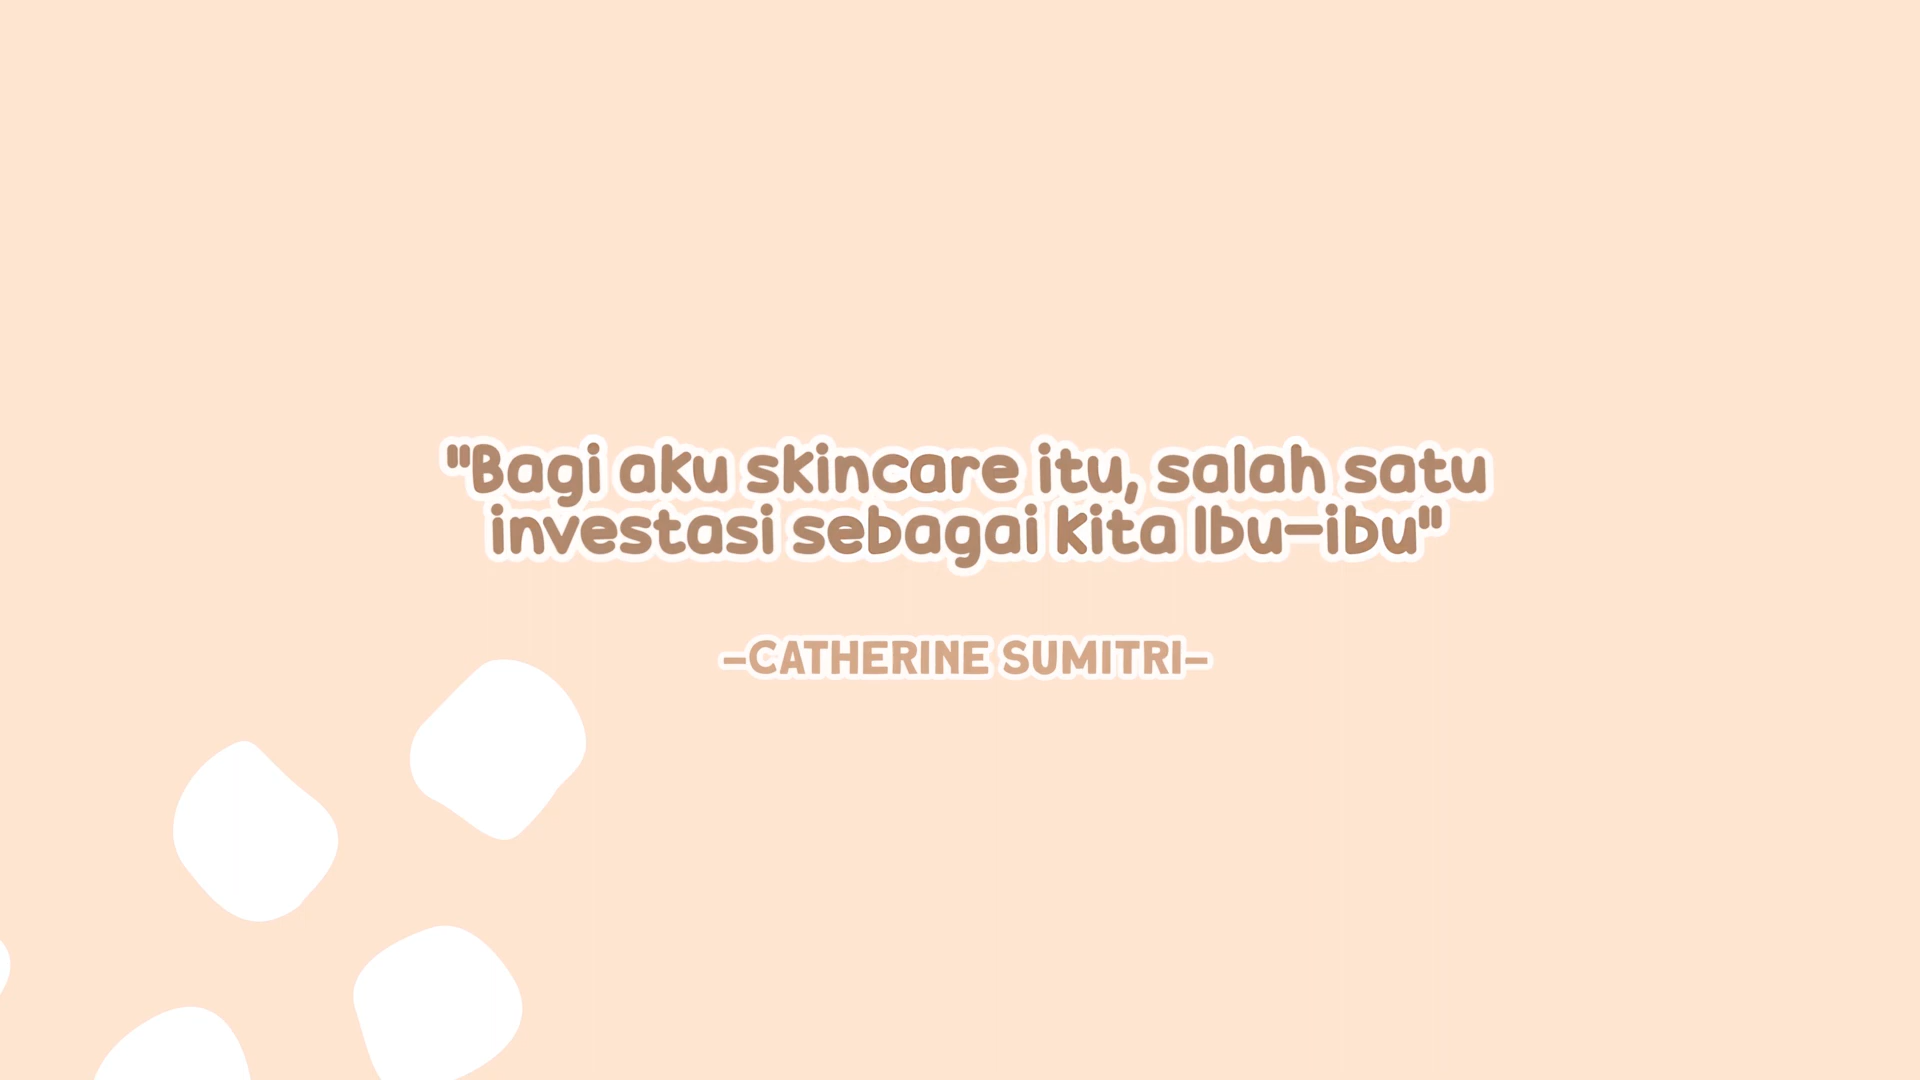 "Bagi aku skincare itu, salah satu
investasi sebagai kita Ibu-ibu"
-CATHERINE SUMITRI-